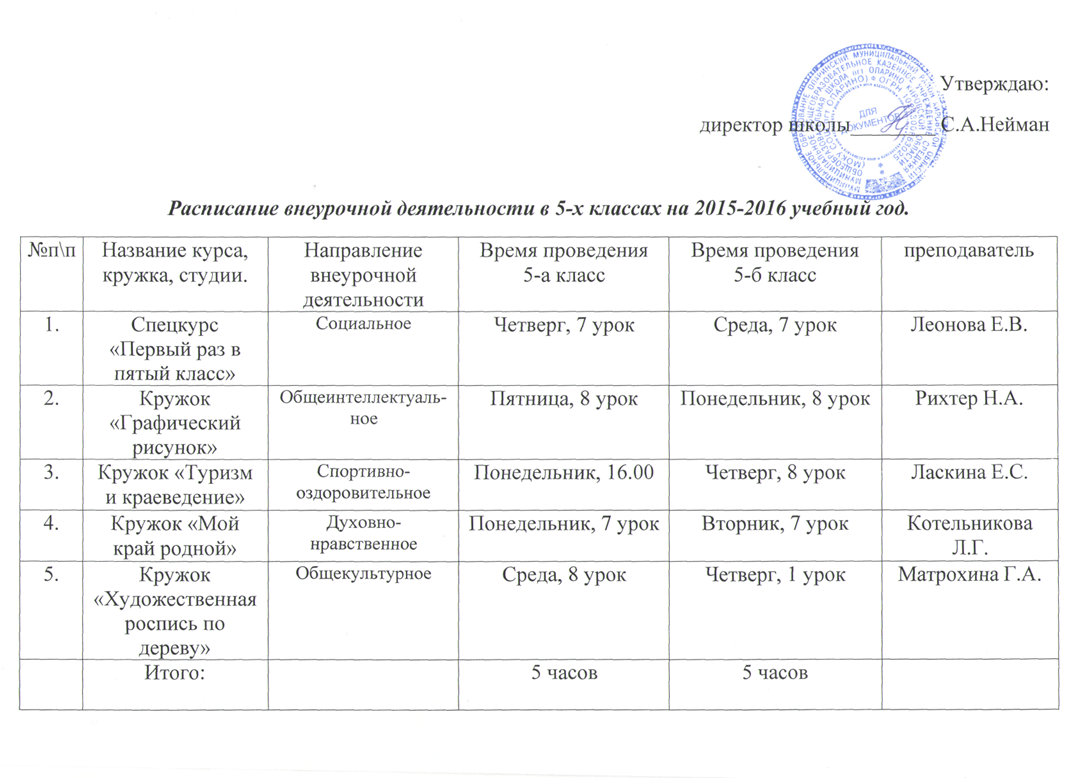 Утверждаю:
директор школы________С.А.Нейман
ДЛЯ
ДОКУМЕНТОВ
Расписание внеурочной деятельности в 5-х классах на 2015-2016 учебный год.
№п\п Название курса, Направление Время проведения Время проведения преподаватель
кружка, студии. внеурочной 5-а класс 5-б класс
деятельности
1. Спецкурс Социальное Четверг, 7 урок Среда, 7 урок Леонова Е.В.
«Первый раз в
пятый класс»
2. Кружок Общеинтеллектуаль- Пятница, 8 урок Понедельник, 8 урок Рихтер Н.А.
«Графический ное
рисунок»
3. Кружок «Туризм Спортивно- Понедельник, 16.00 Четверг, 8 урок Ласкина Е.С.
и краеведение» оздоровительное
4. Кружок «Мой Духовно- Понедельник, 7 урок Вторник, 7 урок Котельникова
край родной» нравственное Л.Г.
5. Кружок Общекультурное Среда, 8 урок Четверг, 1 урок Матрохина Г.А.
«Художественная
роспись по
дереву»
Итого: 5 часов 5 часов